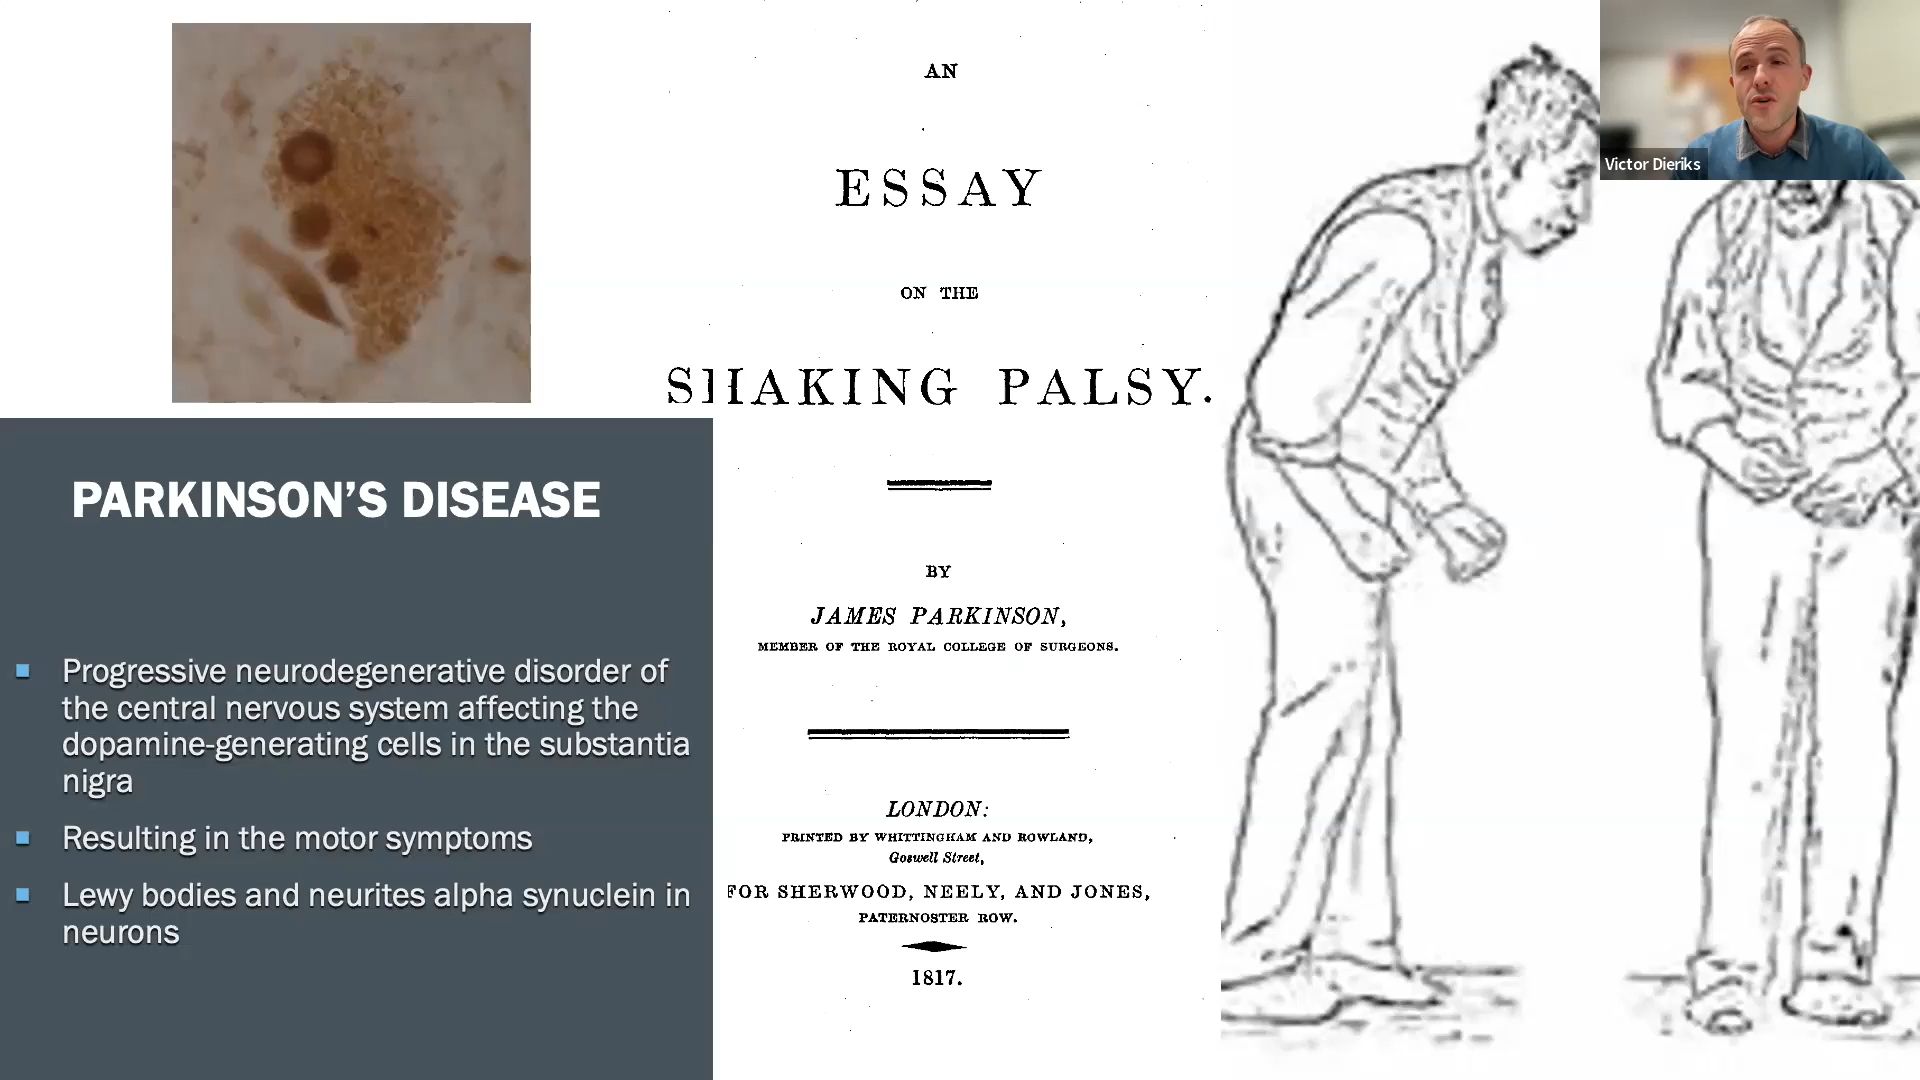 AN
ESSAY
ON THE
SHAKING PALSY.
BY
JAMES PARKINSON,
MEMBER OF THE ROYAL COLLEGE OF SURGEONS.
LONDON:
PRINTED BY WHITTINGHAM AND ROWLAND,
Goswell Street,
FOR SHERWOOD, NEELY, AND JONES,
PATERNOSTER ROW.
1817.
PARKINSON'S DISEASE
Progressive neurodegenerative disorder of
the central nervous system affecting the
dopamine-generating cells in the substantia
nigra
Resulting in the motor symptoms
Lewy bodies and neurites alpha synuclein in
neurons
Victor Dieriks